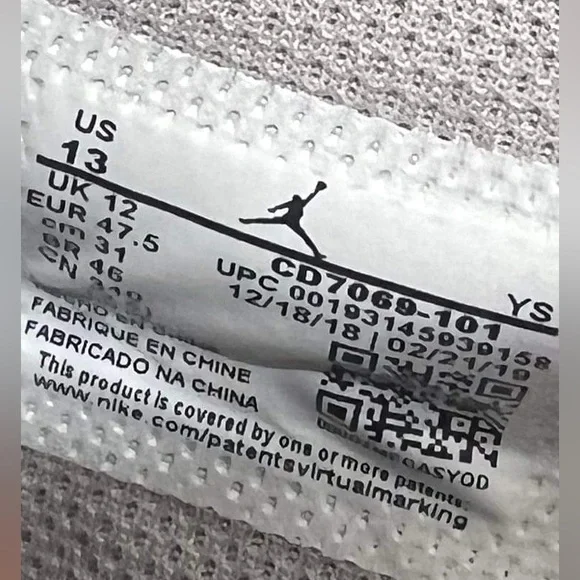 US
13
UK 12
EUR 47.5
cm 31
BR 46
CN
CD7069-101
YS
UPC 00193145939158
12/18/18 | 02/21/19
FABRIQUE EN CHINE
FABRICADO NA CHINA
This product is covered by one or more patents:
www.nike.com/patentsvirtualmarking